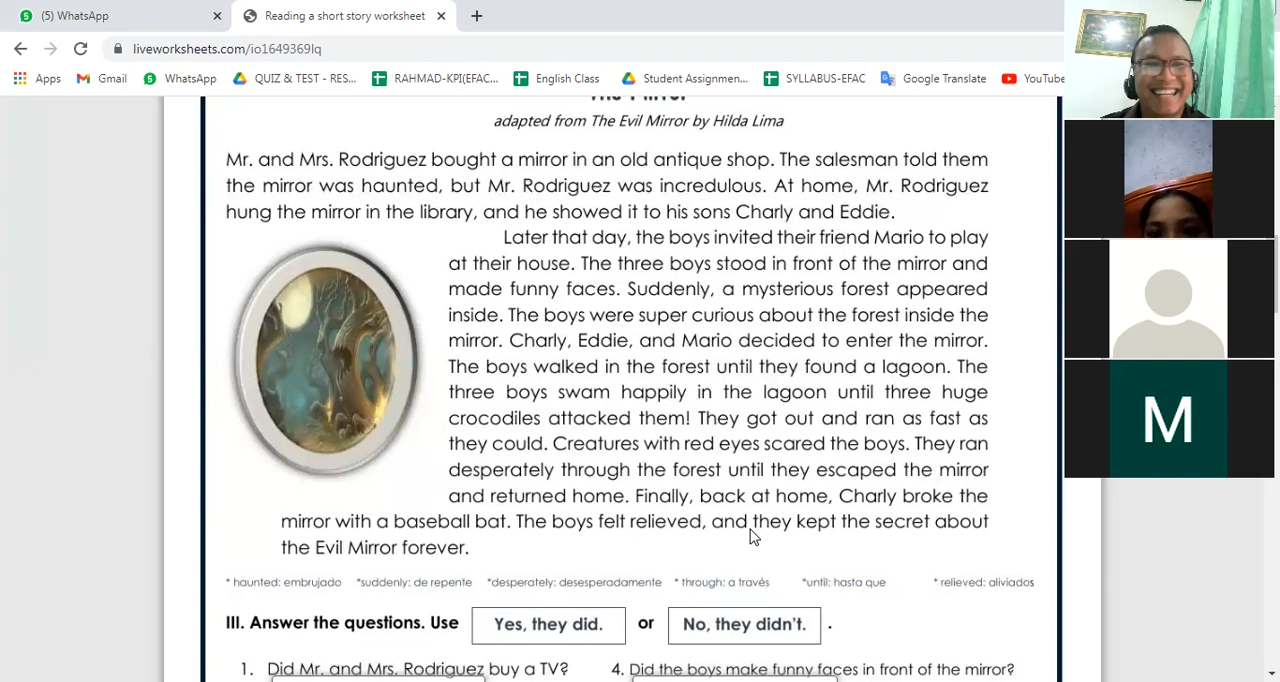 (5) WhatsApp
Reading a short story worksheet
liveworksheets.com/io1649369lq
Apps
Gmail
WhatsApp
QUIZ & TEST - RES...
RAHMAD-KPI(EFAC...
English Class
Student Assignmen...
SYLLABUS-EFAC
Google Translate
YouTube
adapted from The Evil Mirror by Hilda Lima
Mr. and Mrs. Rodriguez bought a mirror in an old antique shop. The salesman told them
the mirror was haunted, but Mr. Rodriguez was incredulous. At home, Mr. Rodriguez
hung the mirror in the library, and he showed it to his sons Charly and Eddie.
Later that day, the boys invited their friend Mario to play
at their house. The three boys stood in front of the mirror and
made funny faces. Suddenly, a mysterious forest appeared
inside. The boys were super curious about the forest inside the
mirror. Charly, Eddie, and Mario decided to enter the mirror.
The boys walked in the forest until they found a lagoon. The
three boys swam happily in the lagoon until three huge
crocodiles attacked them! They got out and ran as fast as
they could. Creatures with red eyes scared the boys. They ran
desperately through the forest until they escaped the mirror
and returned home. Finally, back at home, Charly broke the
mirror with a baseball bat. The boys felt relieved, and they kept the secret about
the Evil Mirror forever.
* haunted: embrujado *suddenly: de repente *desperately: desesperadamente * through: a través *until: hasta que * relieved: aliviados
III. Answer the questions. Use Yes, they did. or No, they didn't. .
1. Did Mr. and Mrs. Rodriguez buy a TV? 4. Did the boys make funny faces in front of the mirror?
M